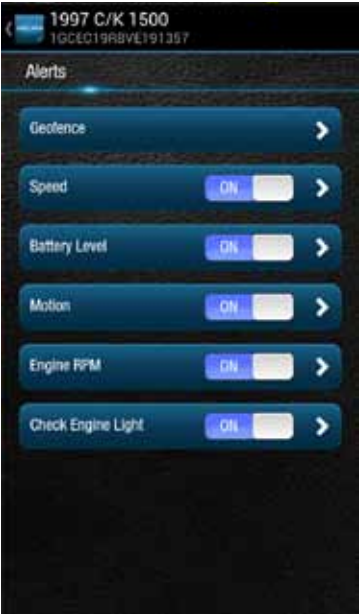 1997 C/K 1500
1GCEC19R8VE191357
Alerts
Geofence
Speed ON
Battery Level ON
Motion ON
Engine RPM ON
Check Engine Light ON